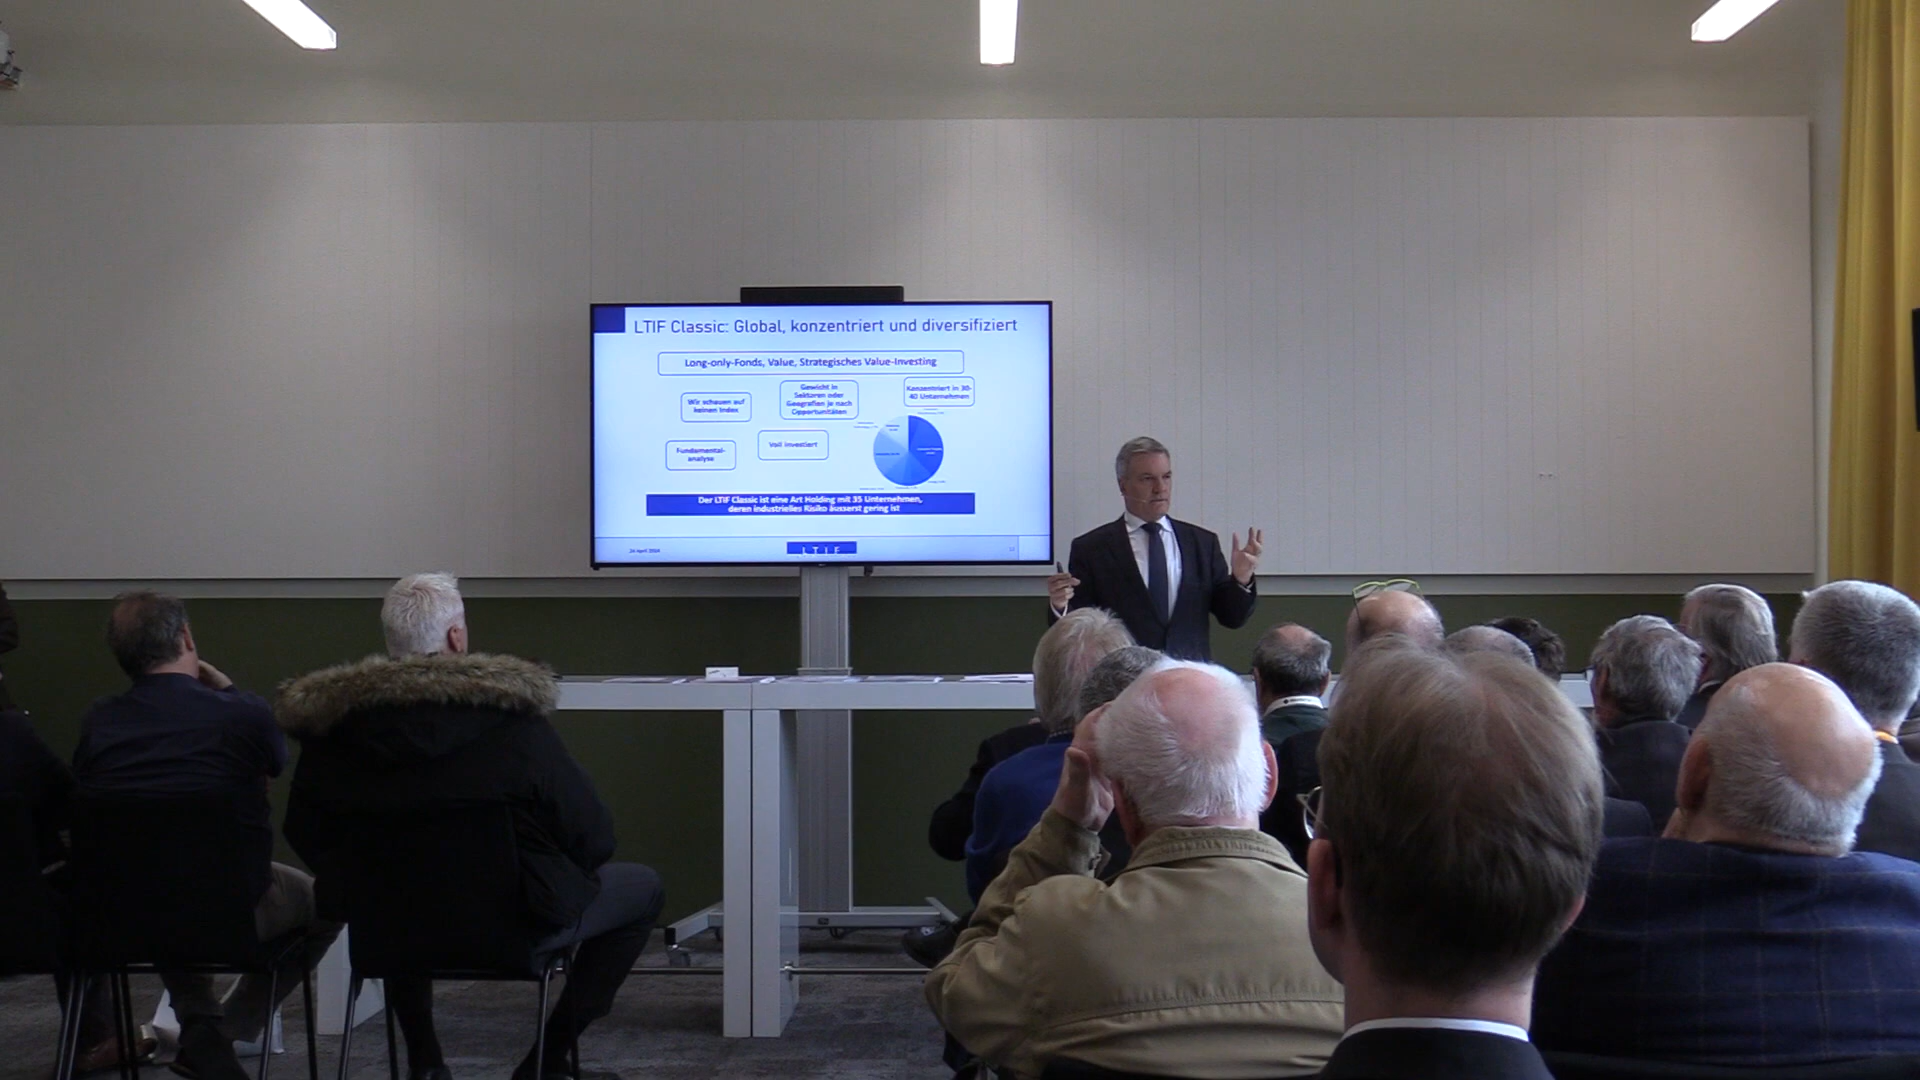 LTIF Classic: Global, konzentriert und diversifiziert
Long-only-Fonds, Value, Strategisches Value-Investing
Wir schauen auf
keinen Index
Gewicht in
Sektoren oder
Geografien je nach
Opportunitäten
Konzentriert in 30-
40 Unternehmen
Fundamental-
analyse
Voll investiert
Der LTIF Classic ist eine Art Holding mit 35 Unternehmen,
deren industrielles Risiko äusserst gering ist
LTIF